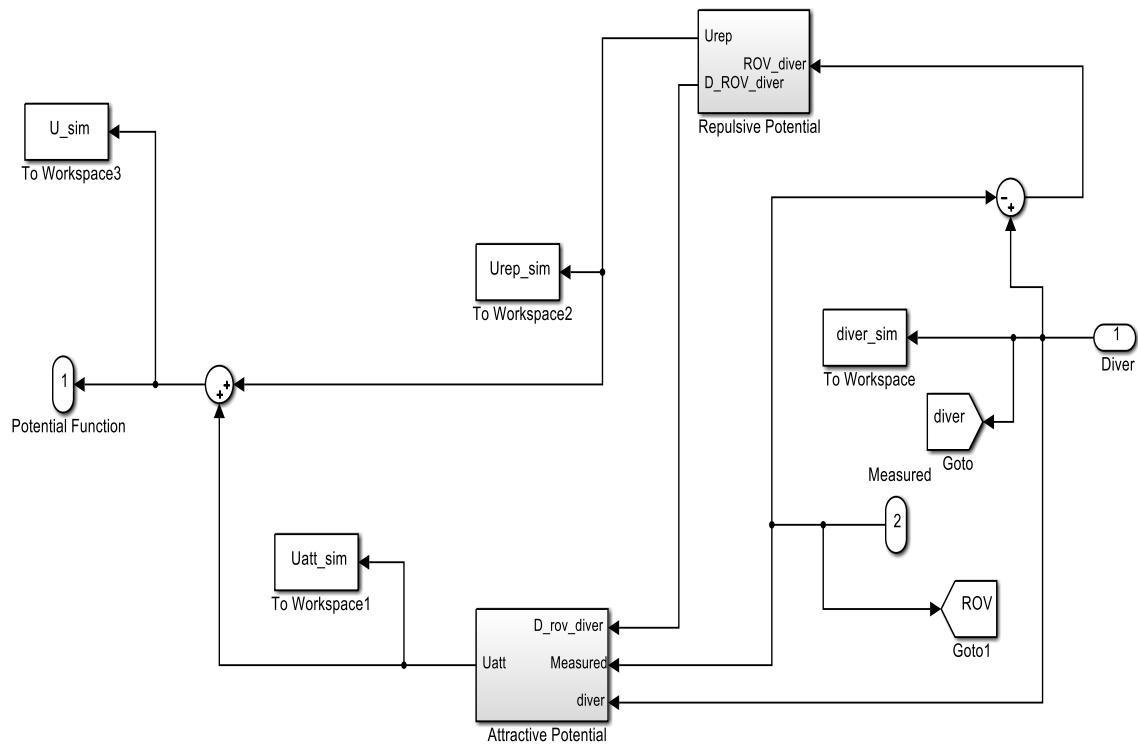 Urep
ROV_diver
D_ROV_diver
Repulsive Potential
U_sim
To Workspace3
-
+
Urep_sim
To Workspace2
diver_sim
To Workspace
1
Diver
1
Potential Function
+
+
diver
Goto
Measured
2
Uatt_sim
To Workspace1
ROV
Goto1
D_rov_diver
Uatt
Measured
diver
Attractive Potential